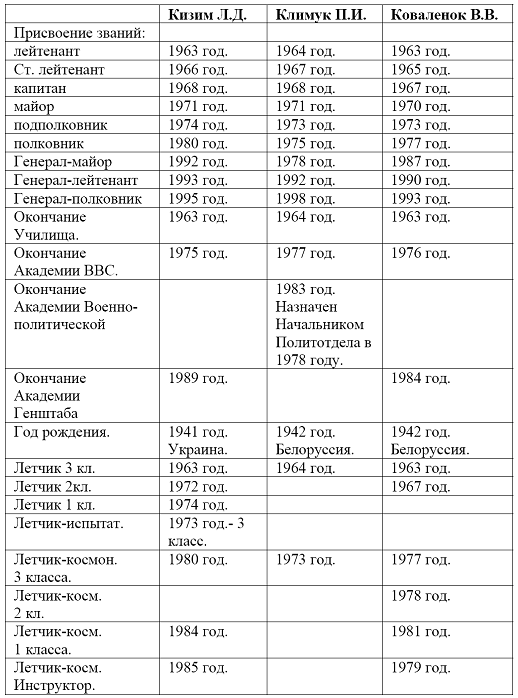 Кизим Л.Д. Климук П.И. Коваленок В.В.
Присвоение званий:
лейтенант 1963 год. 1964 год. 1963 год.
Ст. лейтенант 1966 год. 1967 год. 1965 год.
капитан 1968 год. 1968 год. 1967 год.
майор 1971 год. 1971 год. 1970 год.
подполковник 1974 год. 1973 год. 1973 год.
полковник 1980 год. 1975 год. 1977 год.
Генерал-майор 1992 год. 1978 год. 1987 год.
Генерал-лейтенант 1993 год. 1992 год. 1990 год.
Генерал-полковник 1995 год. 1998 год. 1993 год.
Окончание 1963 год. 1964 год. 1963 год.
Училища.
Окончание 1975 год. 1977 год. 1976 год.
Академии ВВС.
Окончание 1983 год.
Академии Военно- Назначен
политической Начальником
Политотдела в
1978 году.
Окончание 1989 год. 1984 год.
Академии
Генштаба
Год рождения. 1941 год. 1942 год. 1942 год.
Украина. Белоруссия. Белоруссия.
Летчик 3 кл. 1963 год. 1964 год. 1963 год.
Летчик 2кл. 1972 год. 1967 год.
Летчик 1 кл. 1974 год.
Летчик-испытат. 1973 год.- 3
класс.
Летчик-космон. 1980 год. 1973 год. 1977 год.
3 класса.
Летчик-косм. 1978 год.
2 кл.
Летчик-косм. 1984 год. 1981 год.
1 класса.
Летчик-косм. 1985 год. 1979 год.
Инструктор.